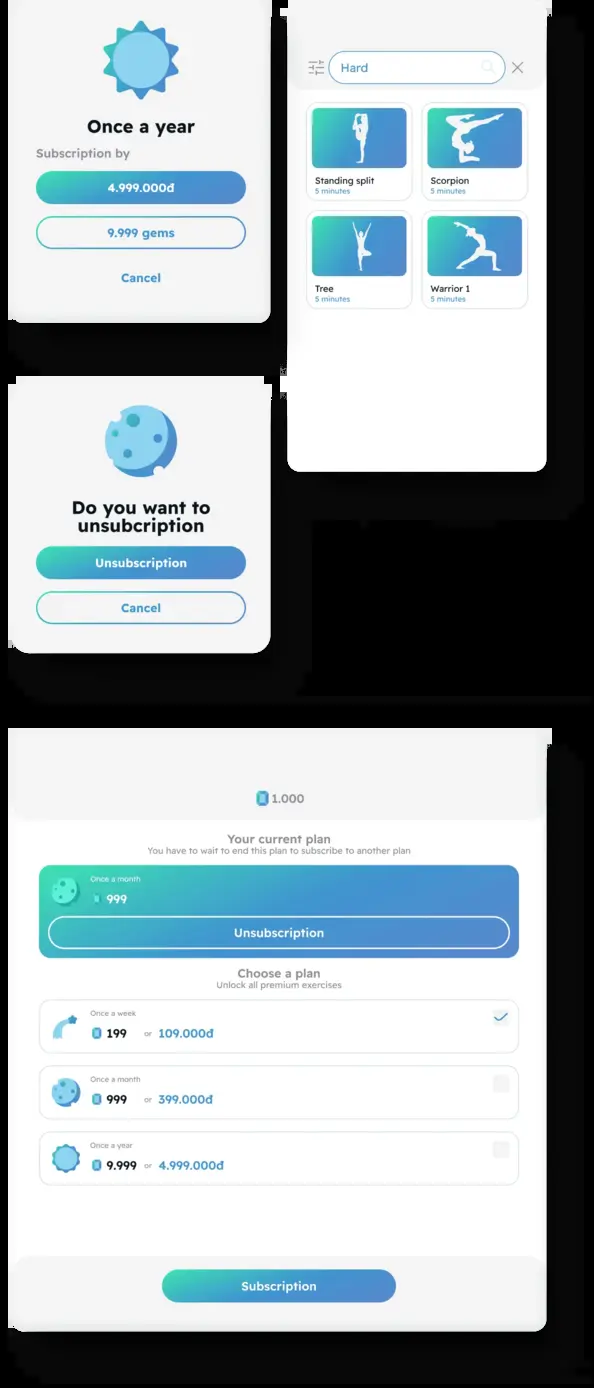 Once a year
Subscription by
4.999.000đ
9.999 gems
Cancel
Hard
Standing split
5 minutes
Scorpion
5 minutes
Tree
5 minutes
Warrior 1
5 minutes
Do you want to
unsubcription
Unsubscription
Cancel
1.000
Your current plan
You have to wait to end this plan to subscribe to another plan
Once a month
999
Unsubscription
Choose a plan
Unlock all premium exercises
Once a week
199 or 109.000đ
Once a month
999 or 399.000đ
Once a year
9.999 or 4.999.000đ
Subscription